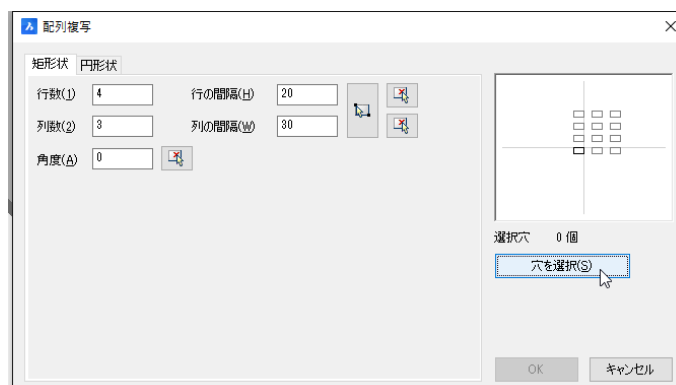 配列複写
矩形状 円形状
行数(1) 4 行の間隔(H) 20
列数(2) 3 列の間隔(W) 30
角度(A) 0
選択穴 0 個
穴を選択(S)
OK キャンセル